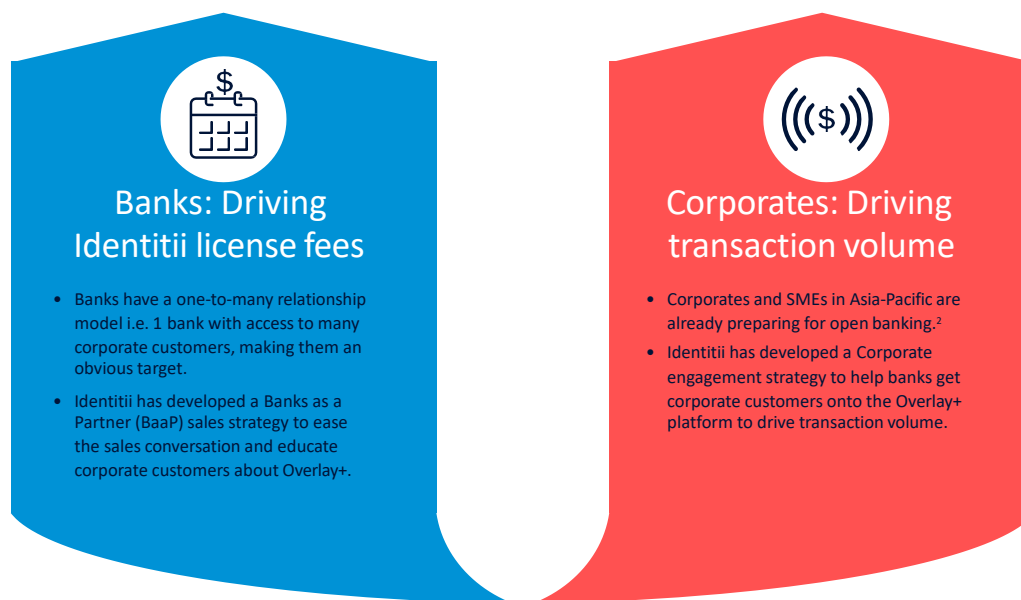 $
Banks: Driving
Identitii license fees
• Banks have a one-to-many relationship
model i.e. 1 bank with access to many
corporate customers, making them an
obvious target.
• Identitii has developed a Banks as a
Partner (BaaP) sales strategy to ease
the sales conversation and educate
corporate customers about Overlay+.
$
Corporates: Driving
transaction volume
• Corporates and SMEs in Asia-Pacific are
already preparing for open banking.²
• Identitii has developed a Corporate
engagement strategy to help banks get
corporate customers onto the Overlay+
platform to drive transaction volume.